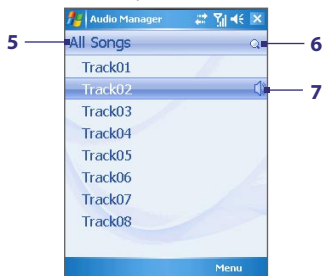 Audio Manager
5 All Songs 6
Track01
Track02 7
Track03
Track04
Track05
Track06
Track07
Track08
Menu